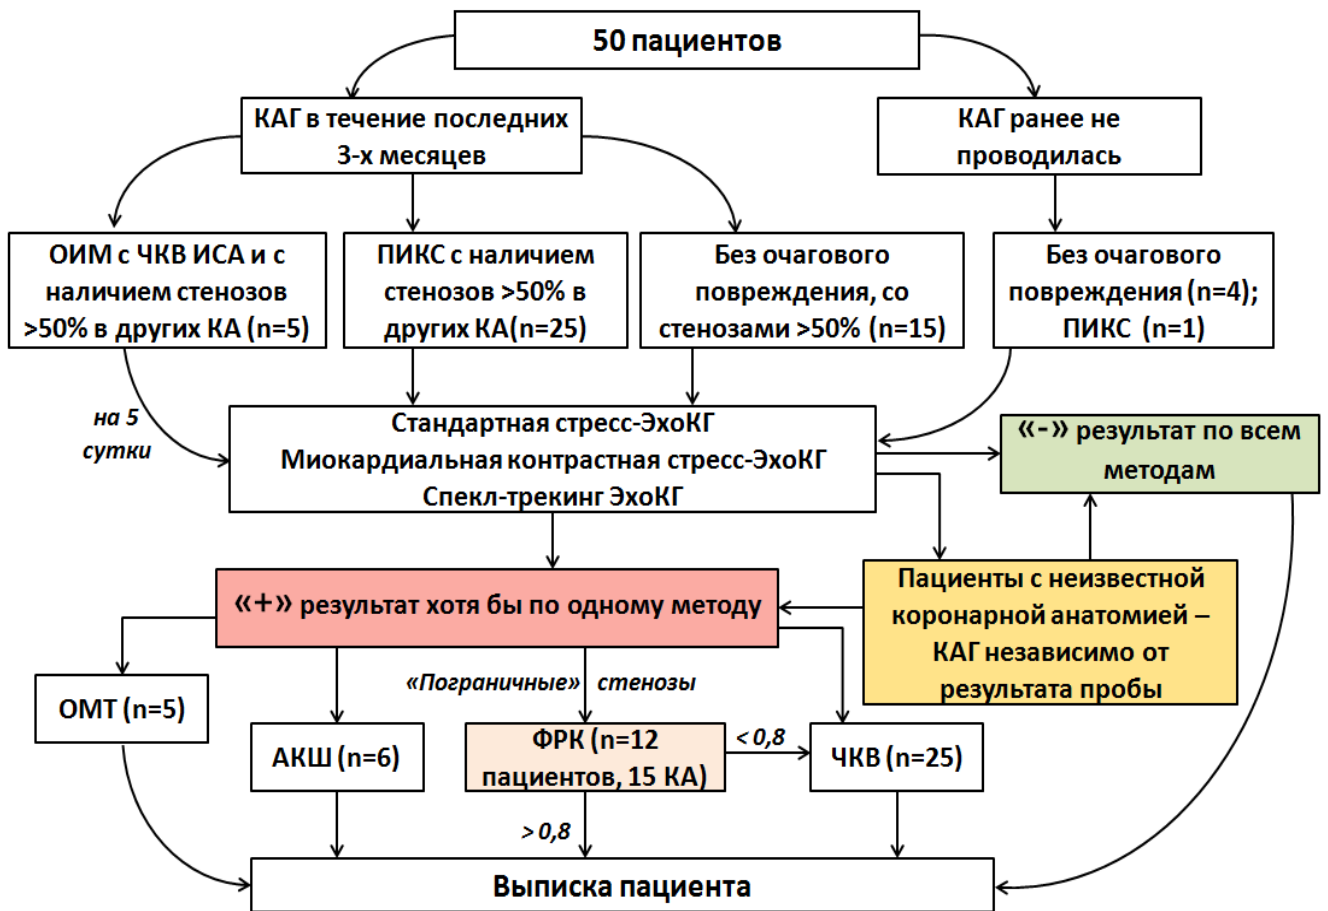 50 пациентов
КАГ в течение последних
3-х месяцев
КАГ ранее не
проводилась
ОИМ с ЧКВ ИСА и с
наличием стенозов
>50% в других КА (n=5)
ПИКС с наличием
стенозов >50% в
других КА(n=25)
Без очагового
повреждения, со
стенозами >50% (n=15)
Без очагового
повреждения (n=4);
ПИКС (n=1)
на 5
сутки
Стандартная стресс-ЭхоКГ
Миокардиальная контрастная стресс-ЭхоКГ
Спекл-трекинг ЭхоКГ
«-» результат по всем
методам
«+» результат хотя бы по одному методу
Пациенты с неизвестной
коронарной анатомией –
КАГ независимо от
результата пробы
«Пограничные» стенозы
ОМТ (n=5)
АКШ (n=6)
ФРК (n=12
пациентов, 15 КА)
< 0,8
ЧКВ (n=25)
> 0,8
Выписка пациента